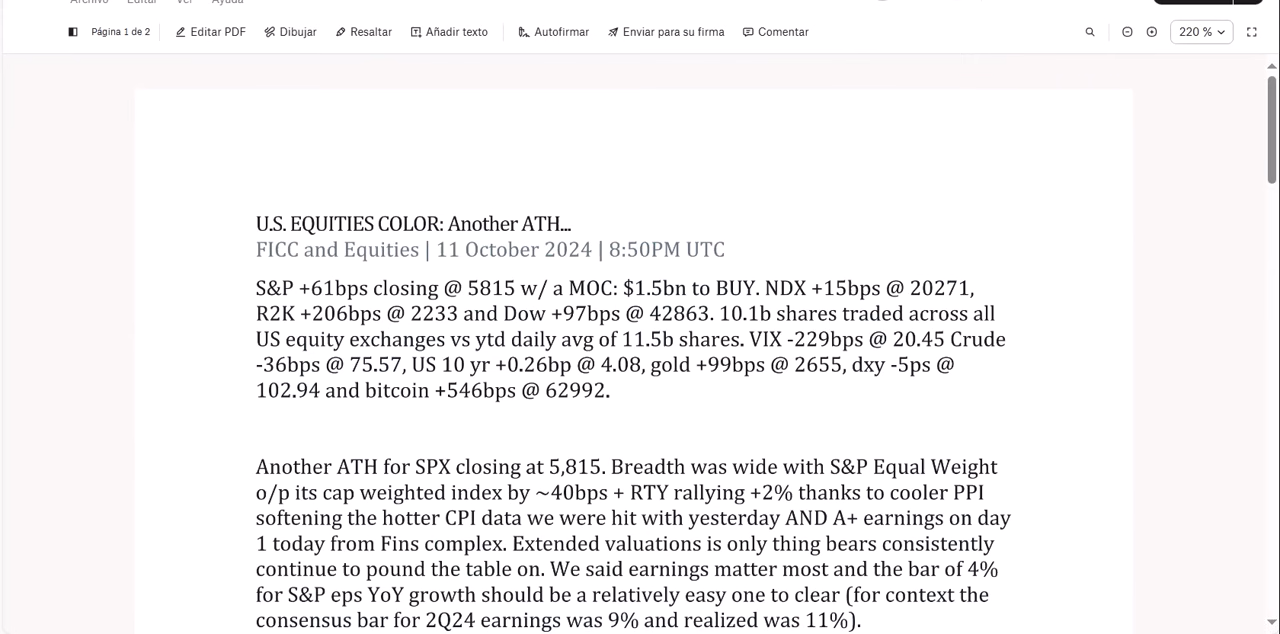 Archivo Editar Ver Ayuda
Página 1 de 2 Editar PDF Dibujar Resaltar Añadir texto Autofirmar Enviar para su firma Comentar 220 %
U.S. EQUITIES COLOR: Another ATH...
FICC and Equities | 11 October 2024 | 8:50PM UTC
S&P +61bps closing @ 5815 w/ a MOC: $1.5bn to BUY. NDX +15bps @ 20271,
R2K +206bps @ 2233 and Dow +97bps @ 42863. 10.1b shares traded across all
US equity exchanges vs ytd daily avg of 11.5b shares. VIX -229bps @ 20.45 Crude
-36bps @ 75.57, US 10 yr +0.26bp @ 4.08, gold +99bps @ 2655, dxy -5ps @
102.94 and bitcoin +546bps @ 62992.
Another ATH for SPX closing at 5,815. Breadth was wide with S&P Equal Weight
o/p its cap weighted index by ~40bps + RTY rallying +2% thanks to cooler PPI
softening the hotter CPI data we were hit with yesterday AND A+ earnings on day
1 today from Fins complex. Extended valuations is only thing bears consistently
continue to pound the table on. We said earnings matter most and the bar of 4%
for S&P eps YoY growth should be a relatively easy one to clear (for context the
consensus bar for 2Q24 earnings was 9% and realized was 11%).